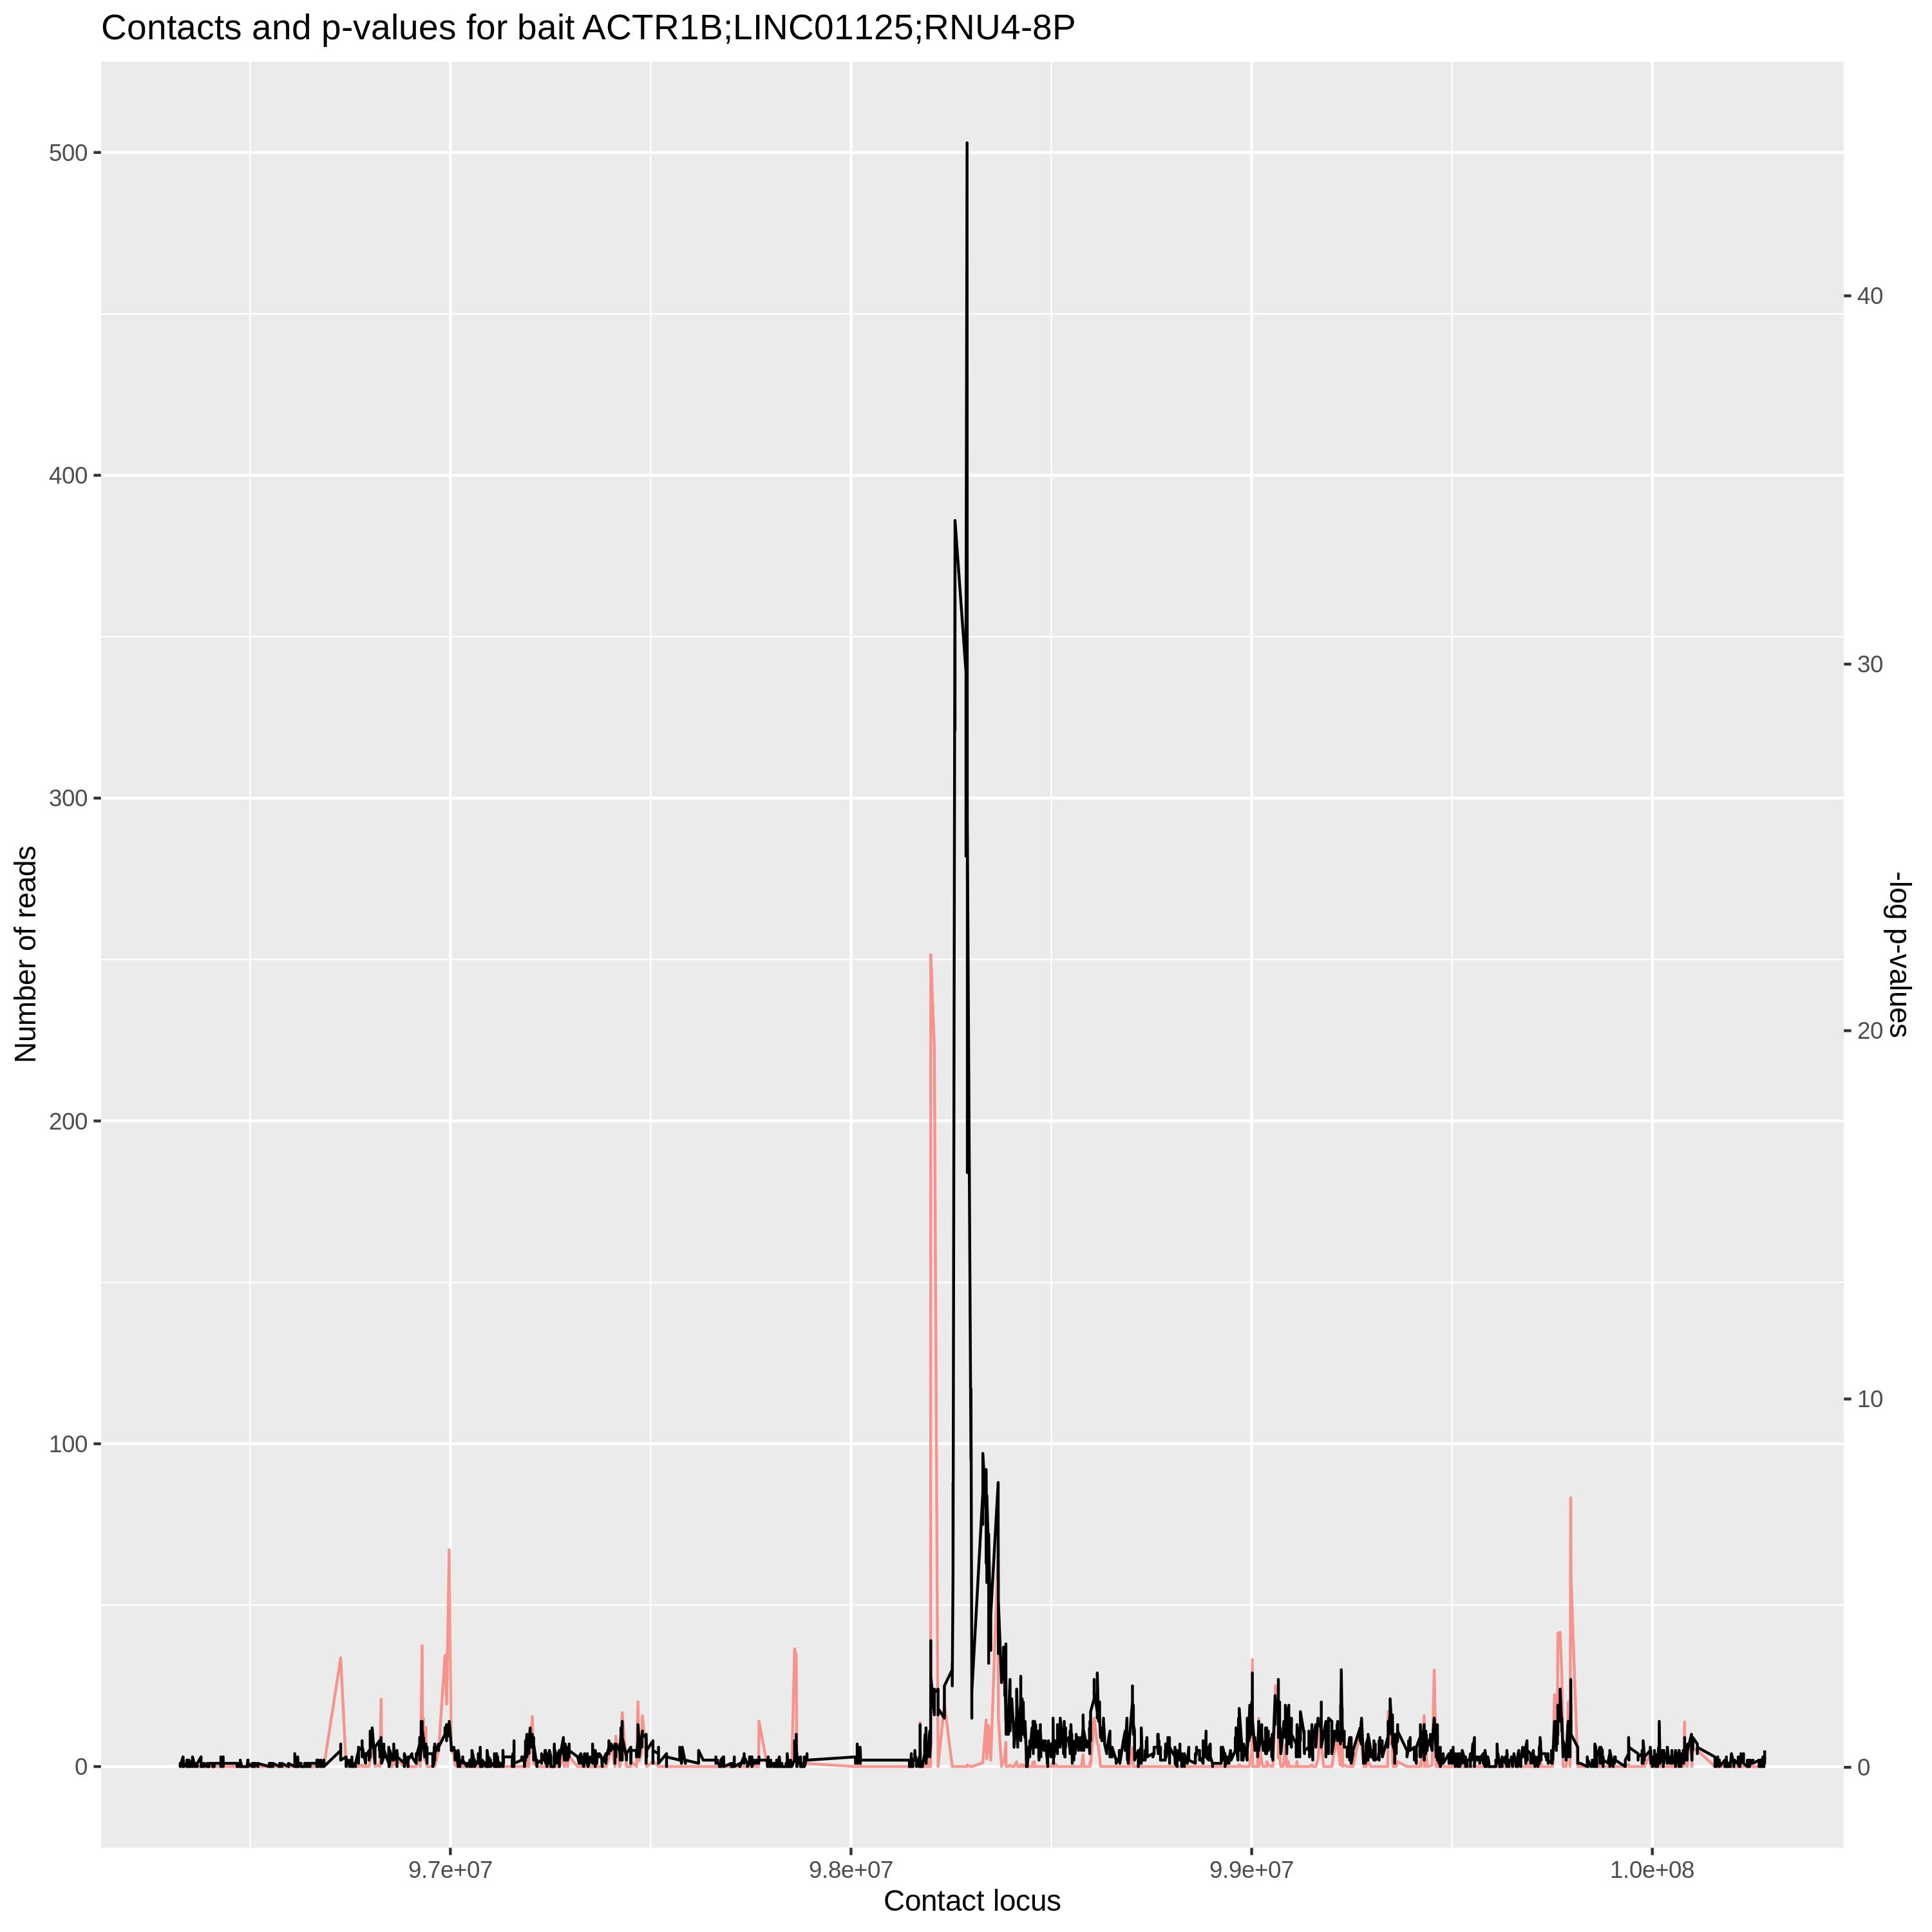 Contacts and p-values for bait ACTR1B;LINC01125;RNU4-8P
500
400
300
200
100
0
Number of reads
40
30
20
10
0
-log p-values
9.7e+07
9.8e+07
9.9e+07
1.0e+08
Contact locus